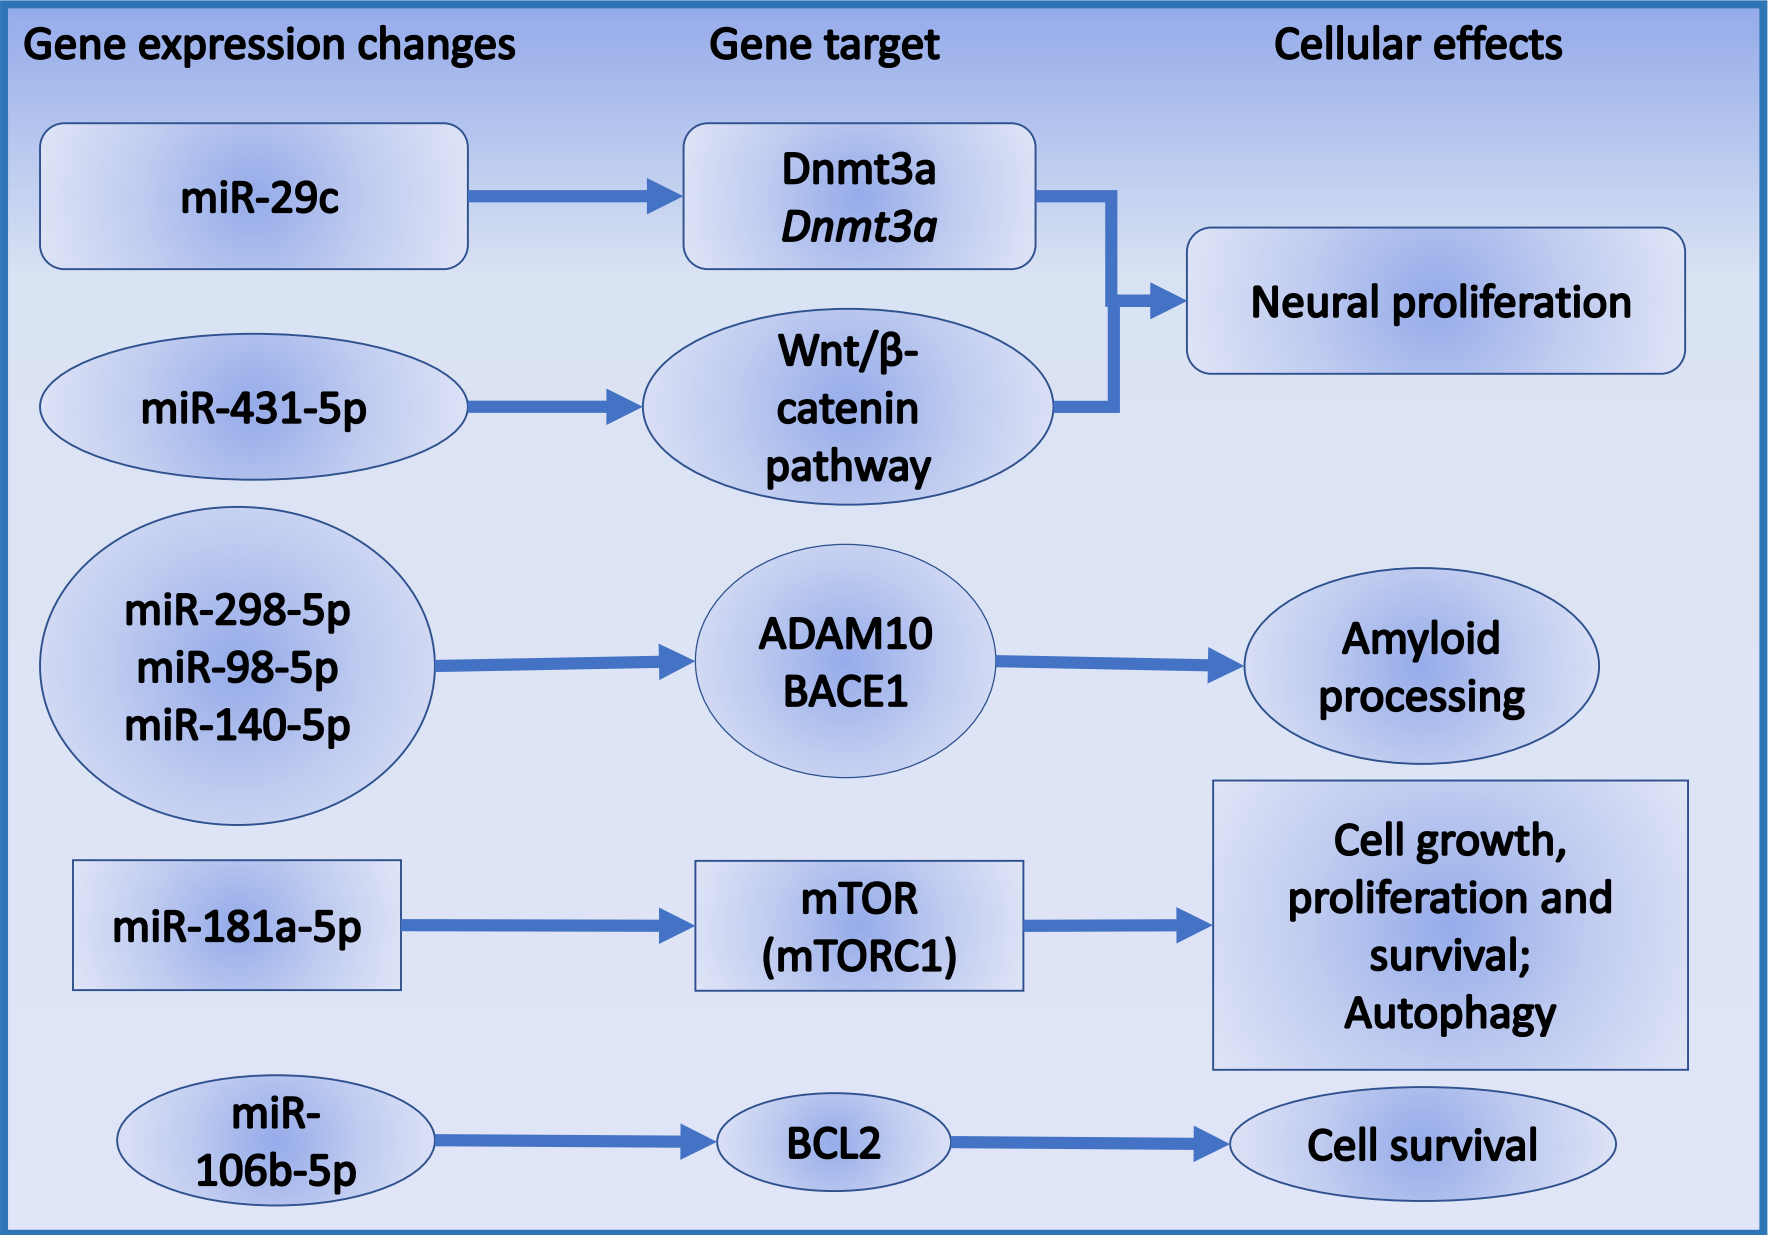 Gene expression changes
Gene target
Cellular effects
miR-29c
Dnmt3a
Dnmt3a
Neural proliferation
miR-431-5p
Wnt/β-
catenin
pathway
miR-298-5p
miR-98-5p
miR-140-5p
ADAM10
BACE1
Amyloid
processing
miR-181a-5p
mTOR
(mTORC1)
Cell growth,
proliferation and
survival;
Autophagy
miR-
106b-5p
BCL2
Cell survival